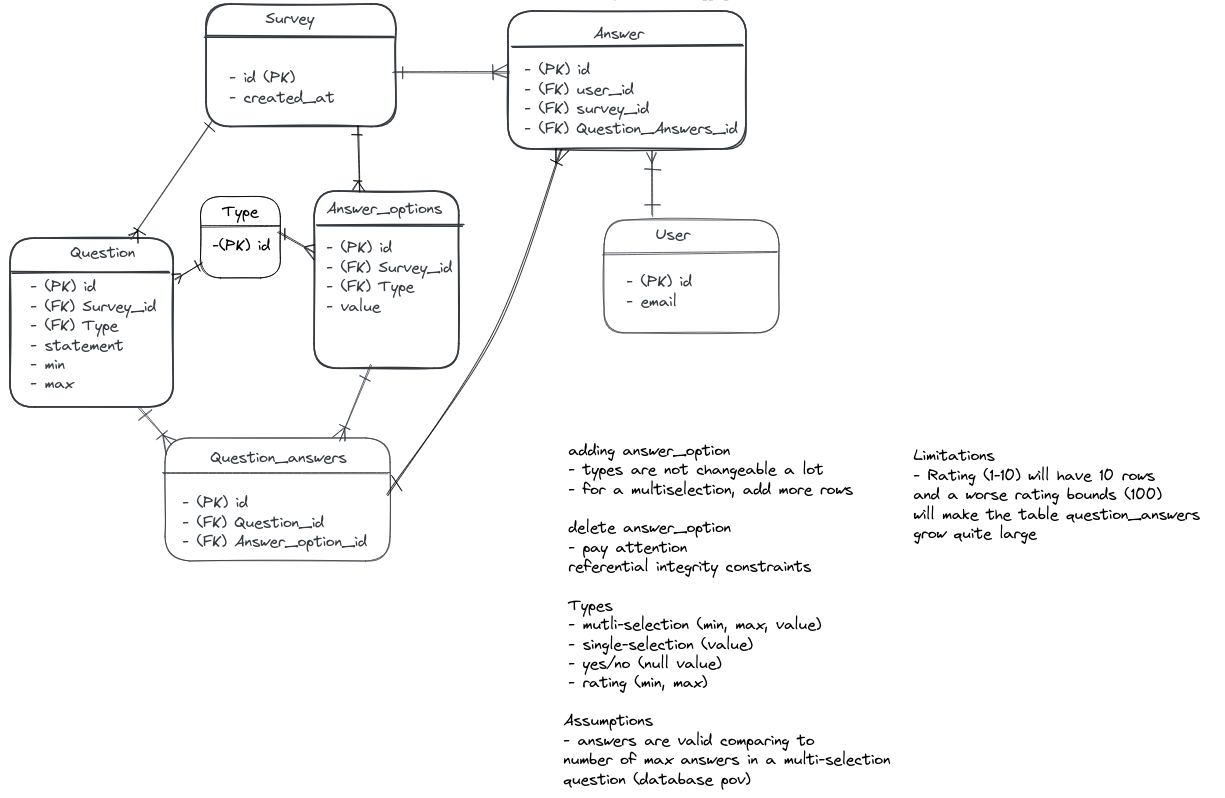 Survey
- id (PK)
- created_at
Answer
- (PK) id
- (FK) user_id
- (FK) survey_id
- (FK) Question_Answers_id
Type
-(PK) id
Answer_options
- (PK) id
- (FK) Survey_id
- (FK) Type
- value
Question
- (PK) id
- (FK) Survey_id
- (FK) Type
- statement
- min
- max
User
- (PK) id
- email
Question_answers
- (PK) id
- (FK) Question_id
- (FK) Answer_option_id
adding answer_option
- types are not changeable a lot
- for a multiselection, add more rows
delete answer_option
- pay attention
referential integrity constraints
Types
- mutli-selection (min, max, value)
- single-selection (value)
- yes/no (null value)
- rating (min, max)
Assumptions
- answers are valid comparing to
number of max answers in a multi-selection
question (database pov)
Limitations
- Rating (1-10) will have 10 rows
and a worse rating bounds (100)
will make the table question_answers
grow quite large